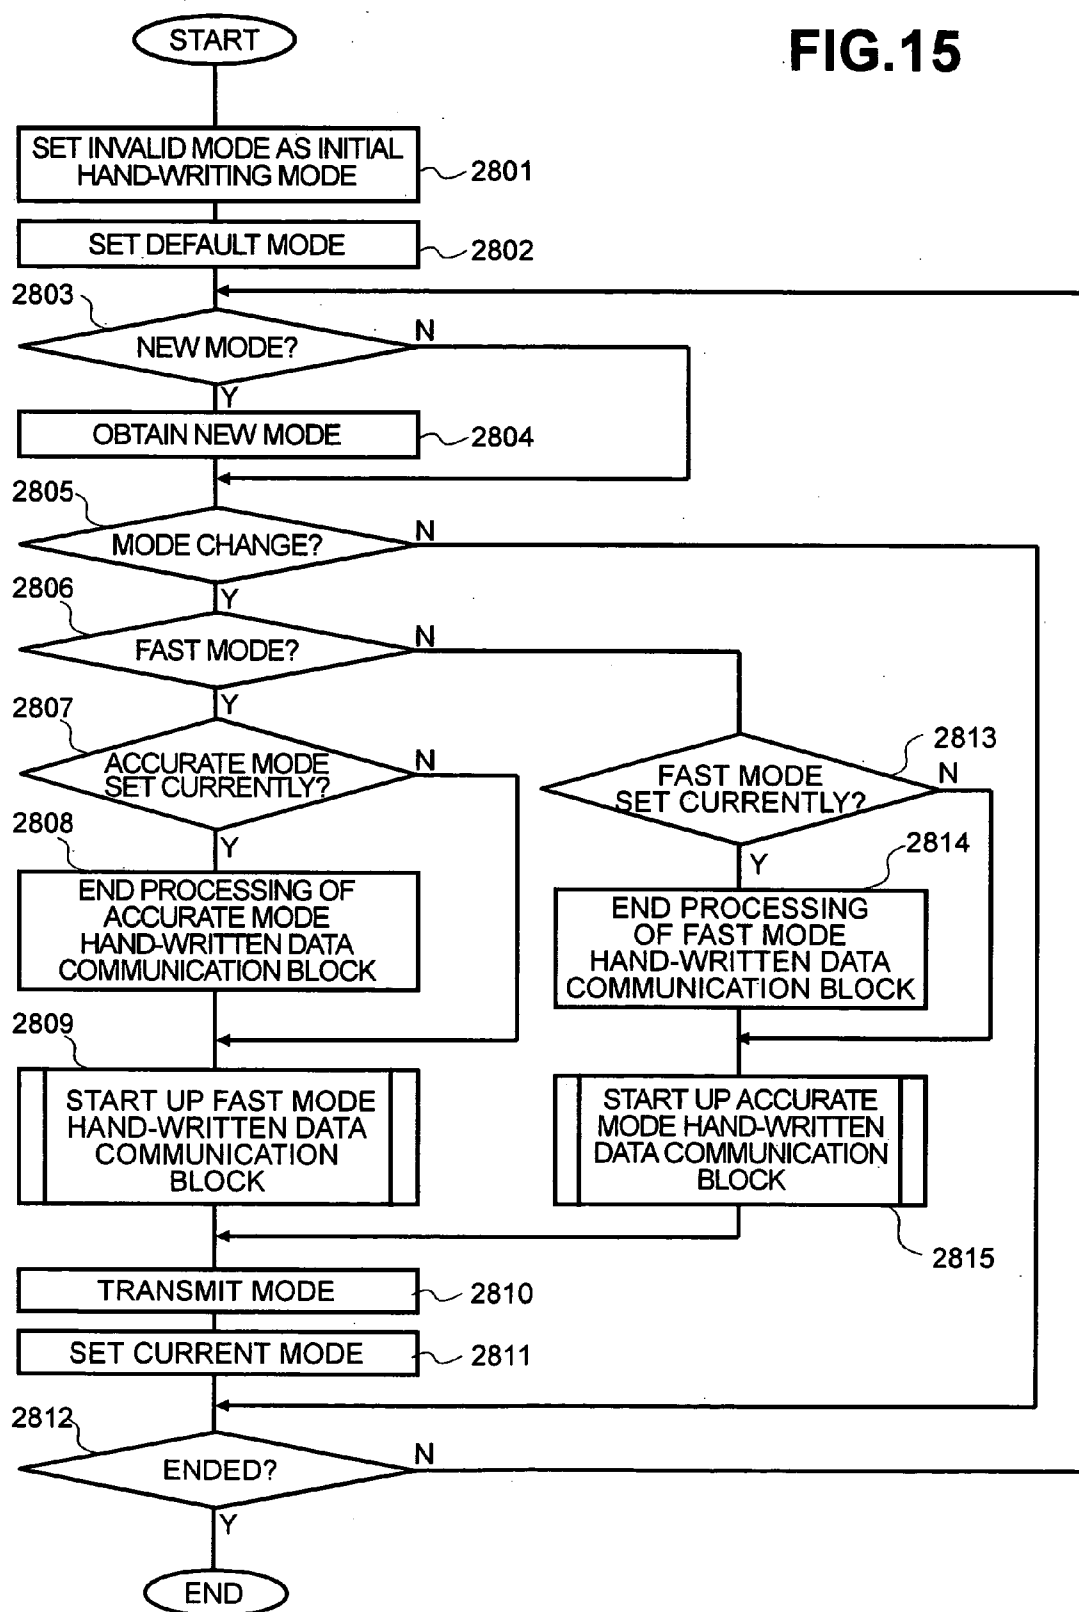 START
FIG.15
SET INVALID MODE AS INITIAL
HAND-WRITING MODE
2801
SET DEFAULT MODE
2802
2803
NEW MODE?
N
Y
OBTAIN NEW MODE
2804
2805
MODE CHANGE?
N
Y
2806
FAST MODE?
N
Y
2807
ACCURATE MODE
SET CURRENTLY?
N
Y
2813
FAST MODE
SET CURRENTLY?
N
Y
2808
END PROCESSING OF
ACCURATE MODE
HAND-WRITTEN DATA
COMMUNICATION BLOCK
2814
END PROCESSING
OF FAST MODE
HAND-WRITTEN DATA
COMMUNICATION BLOCK
2809
START UP FAST MODE
HAND-WRITTEN DATA
COMMUNICATION
BLOCK
START UP ACCURATE
MODE HAND-WRITTEN
DATA COMMUNICATION
BLOCK
2815
TRANSMIT MODE
2810
SET CURRENT MODE
2811
2812
ENDED?
N
Y
END